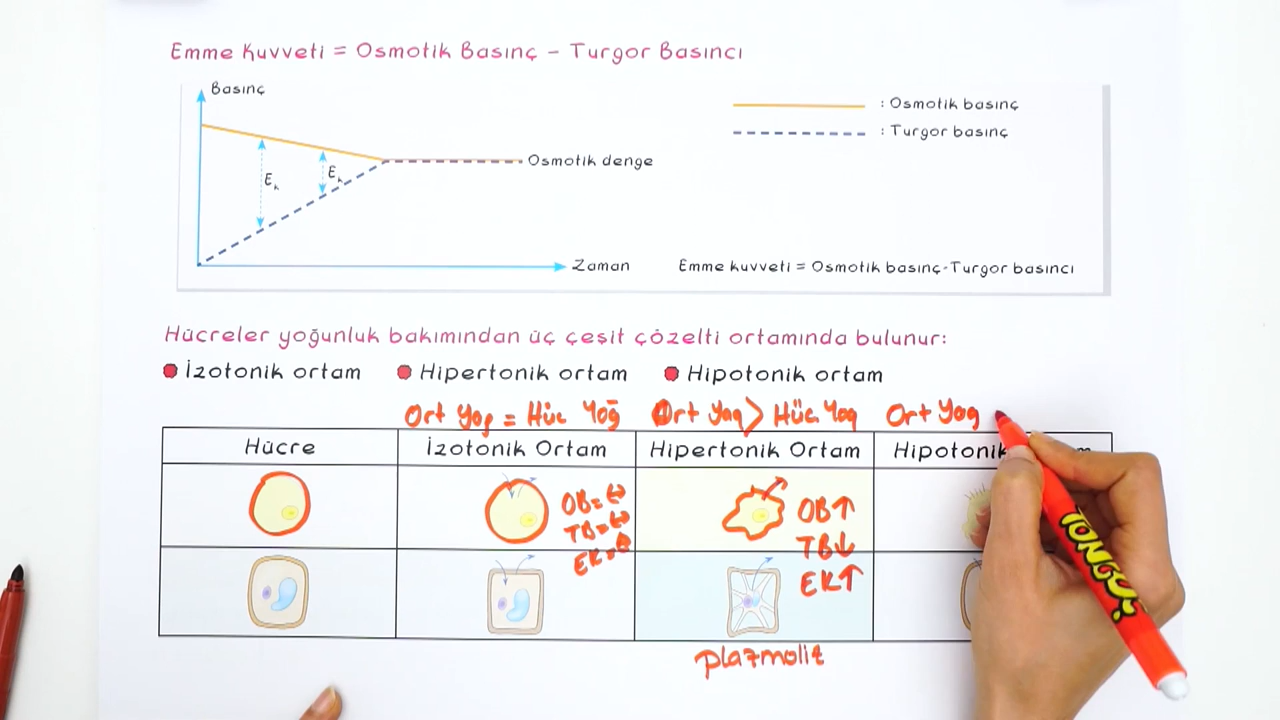 Emme Kuvveti = Osmotik Basınç - Turgor Basıncı
Basınç
: Osmotik basınç
: Turgor basınç
Osmotik denge
Eₖ
Eₖ
Zaman
Emme kuvveti = Osmotik basınç-Turgor basıncı
Hücreler yoğunluk bakımından üç çeşit çözelti ortamında bulunur:
İzotonik ortam
Hipertonik ortam
Hipotonik ortam
Ort Yoğ = Hüc Yoğ
Ort Yoğ > Hüc Yoğ
Ort Yoğ
Hücre
İzotonik Ortam
Hipertonik Ortam
Hipotonik
OB=↔
TB=↔
EK=↔
OB↑
TB↓
EK↑
plazmoliz
TONGUÇ